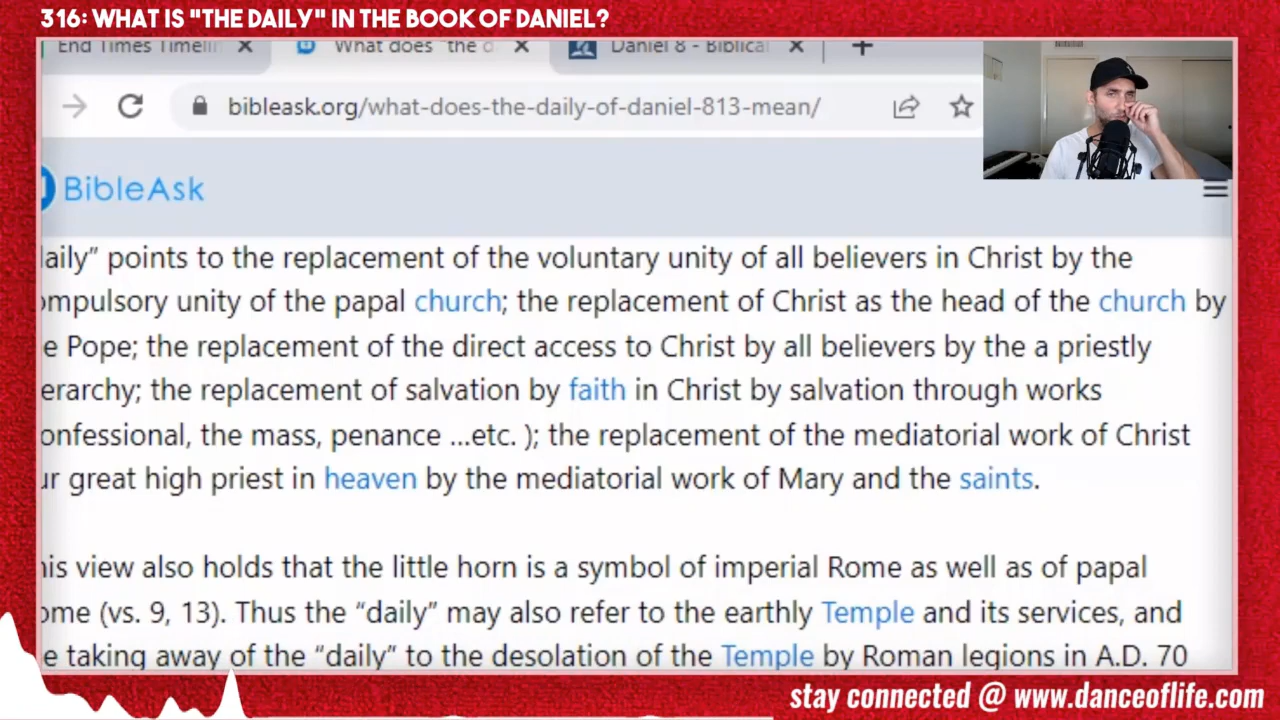 316: WHAT IS "THE DAILY" IN THE BOOK OF DANIEL?
End Times Timelin
What does "the d
Daniel 8 - Biblical
bibleask.org/what-does-the-daily-of-daniel-813-mean/
BibleAsk
daily” points to the replacement of the voluntary unity of all believers in Christ by the
ompulsory unity of the papal church; the replacement of Christ as the head of the church by
e Pope; the replacement of the direct access to Christ by all believers by the a priestly
erarchy; the replacement of salvation by faith in Christ by salvation through works
onfessional, the mass, penance ...etc. ); the replacement of the mediatorial work of Christ
ur great high priest in heaven by the mediatorial work of Mary and the saints.
his view also holds that the little horn is a symbol of imperial Rome as well as of papal
ome (vs. 9, 13). Thus the “daily” may also refer to the earthly Temple and its services, and
e taking away of the “daily” to the desolation of the Temple by Roman legions in A.D. 70
stay connected @ www.danceoflife.com